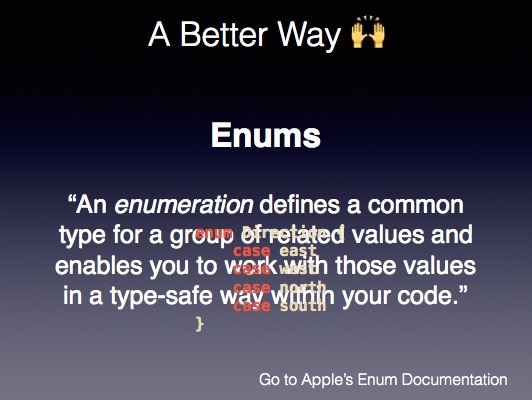 A Better Way 🙌
Enums
“An enumeration defines a common
type for a group of related values and
enables you to work with those values
in a type-safe way within your code.”
enum Direction {
case east
case west
case north
case south
}
Go to Apple’s Enum Documentation